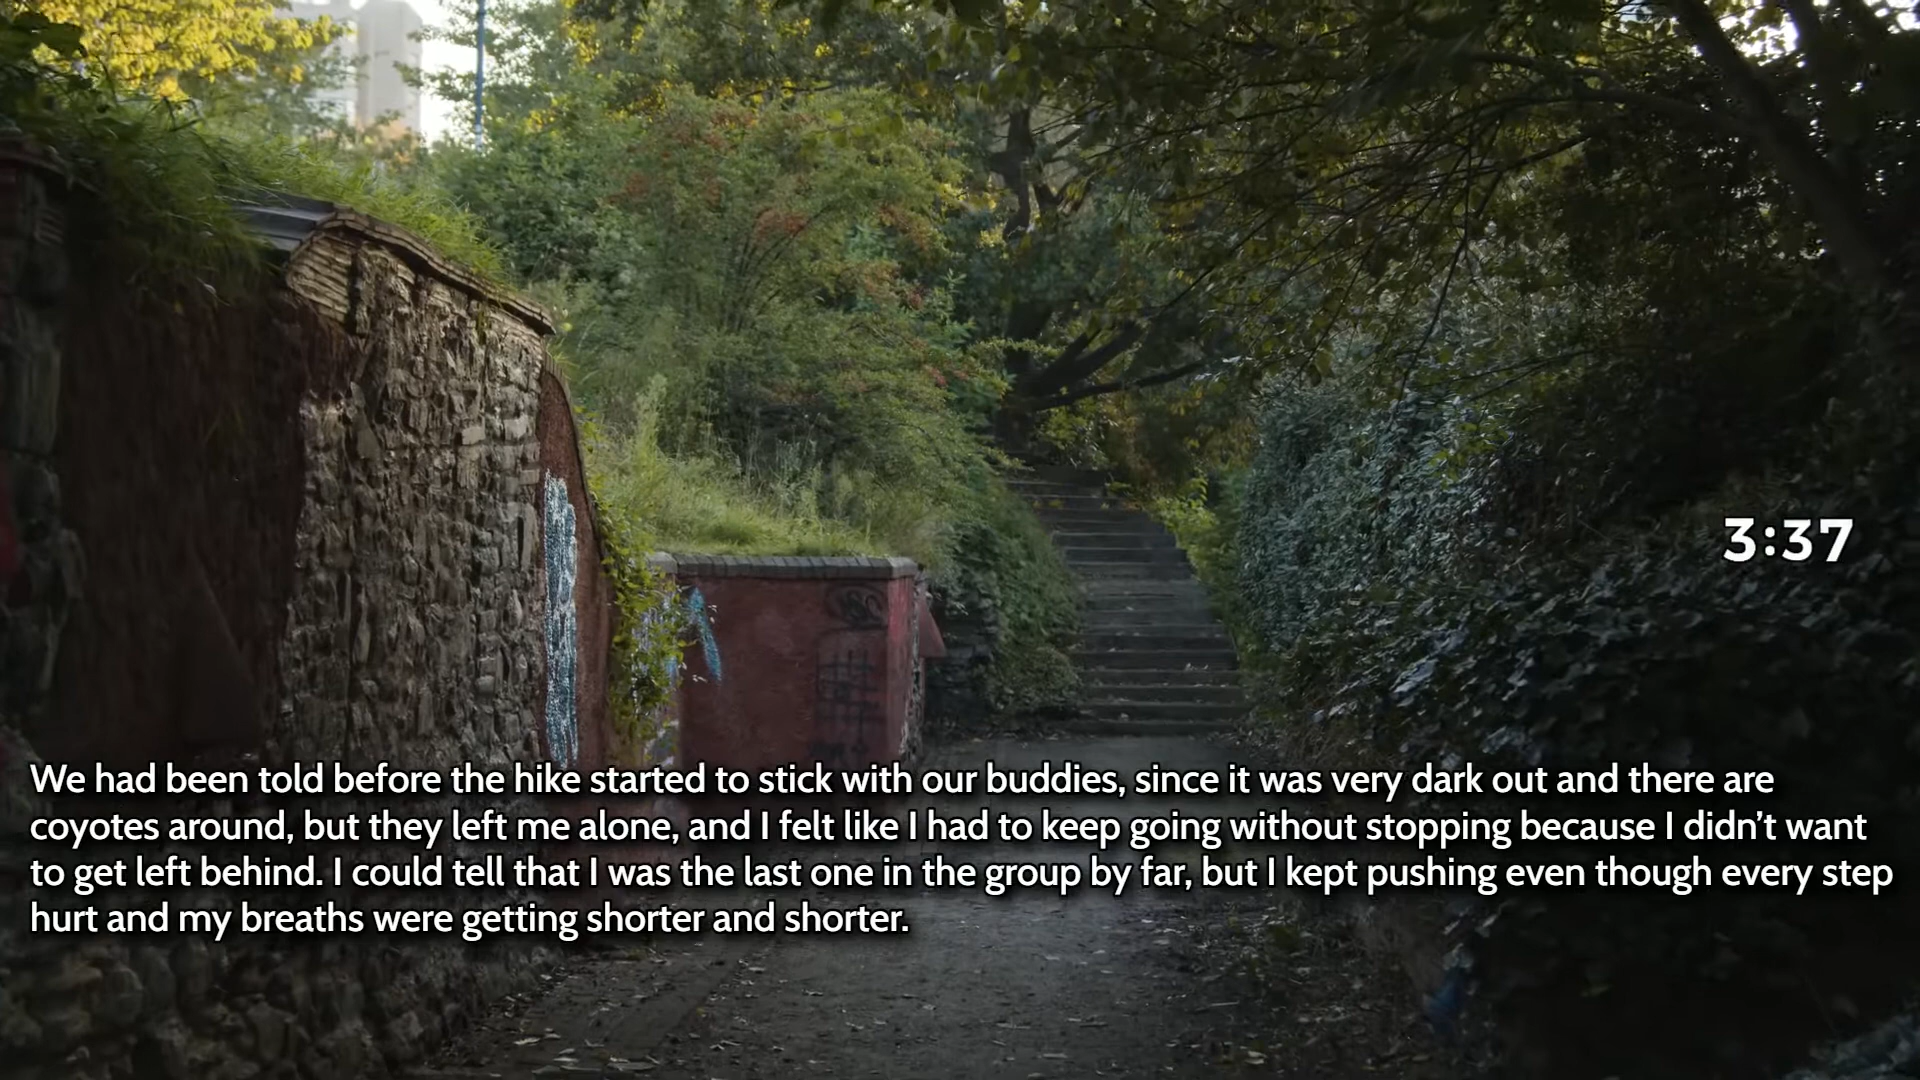 3:37
We had been told before the hike started to stick with our buddies, since it was very dark out and there are
coyotes around, but they left me alone, and I felt like I had to keep going without stopping because I didn’t want
to get left behind. I could tell that I was the last one in the group by far, but I kept pushing even though every step
hurt and my breaths were getting shorter and shorter.